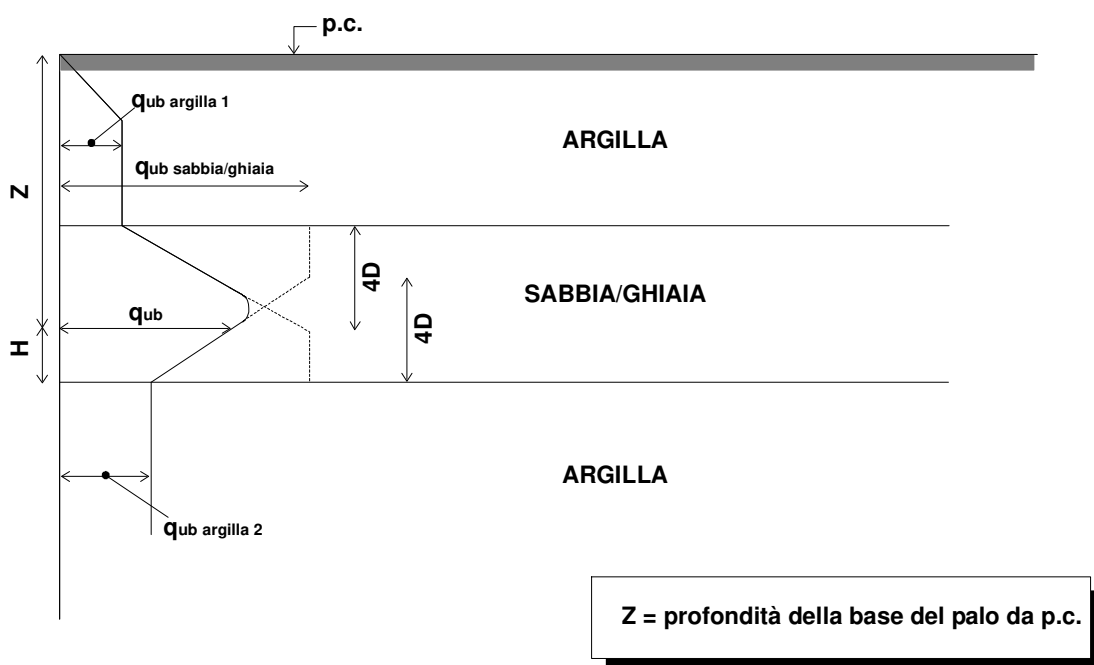 p.c.
qub argilla 1
ARGILLA
qub sabbia/ghiaia
Z
4D
SABBIA/GHIAIA
4D
qub
H
ARGILLA
qub argilla 2
Z = profondità della base del palo da p.c.